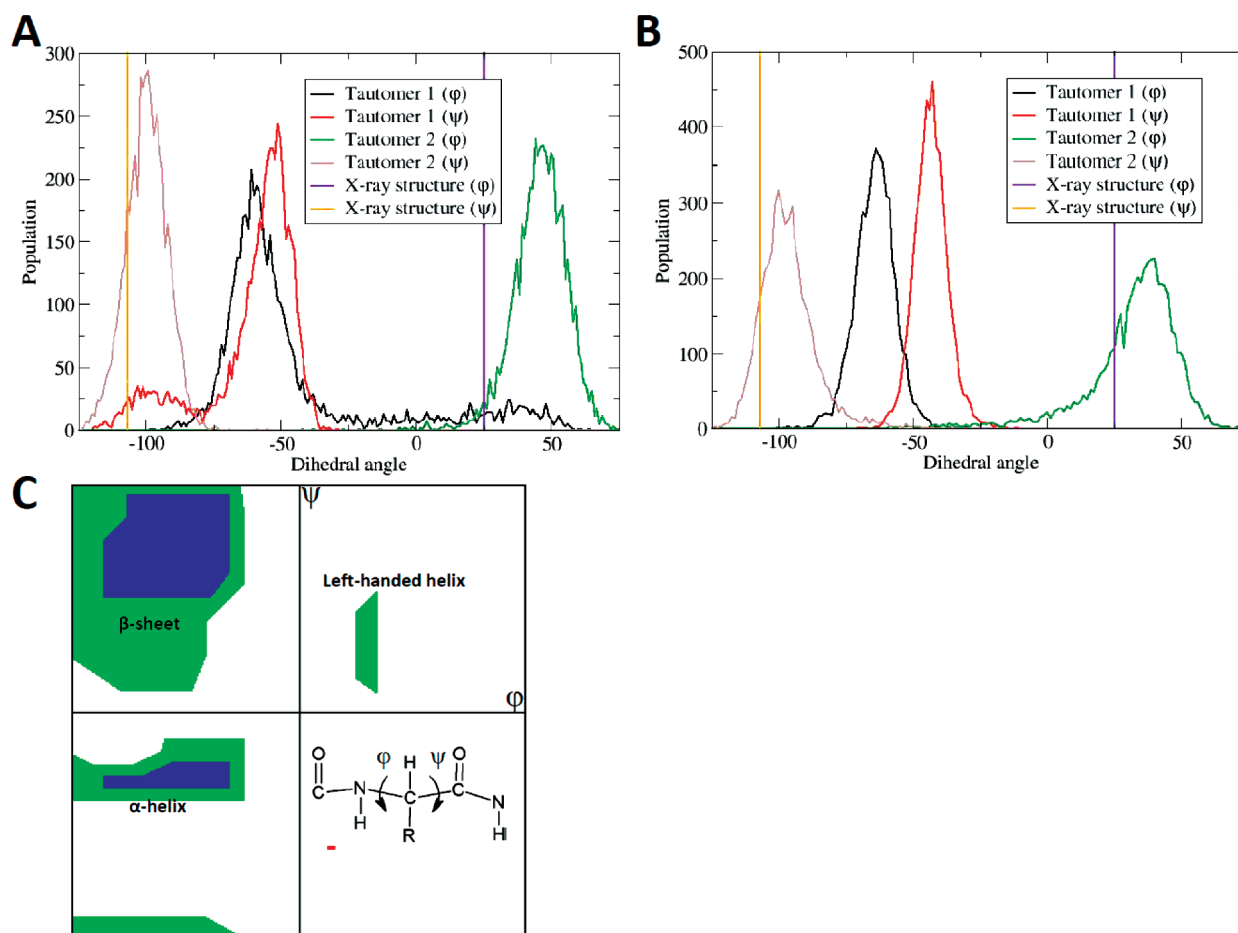 A
300
250
200
150
100
50
0
Population
-100
-50
0
50
Dihedral angle
Tautomer 1 (φ)
Tautomer 1 (ψ)
Tautomer 2 (φ)
Tautomer 2 (ψ)
X-ray structure (φ)
X-ray structure (ψ)
B
500
400
300
200
100
0
Population
-100
-50
0
50
Dihedral angle
Tautomer 1 (φ)
Tautomer 1 (ψ)
Tautomer 2 (φ)
Tautomer 2 (ψ)
X-ray structure (φ)
X-ray structure (ψ)
C
ψ
Left-handed helix
β-sheet
φ
α-helix
O φ H ψ O
C N C C N
H R H